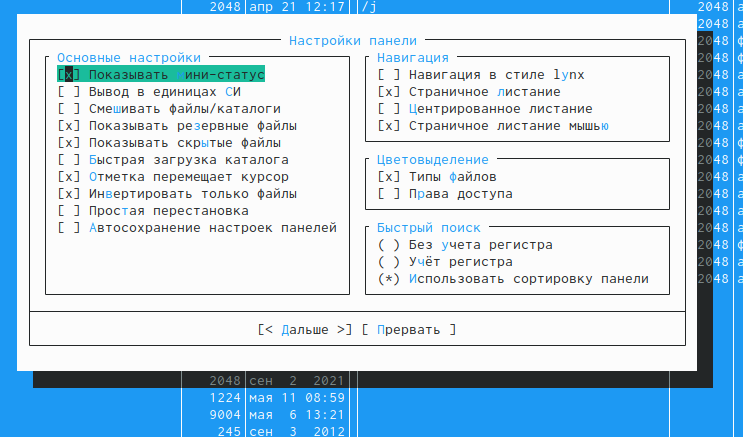 2048 апр 21 12:17 /j 2048 а
Настройки панели
Основные настройки
[x] Показывать мини-статус
[ ] Вывод в единицах СИ
[ ] Смешивать файлы/каталоги
[x] Показывать резервные файлы
[x] Показывать скрытые файлы
[ ] Быстрая загрузка каталога
[x] Отметка перемещает курсор
[x] Инвертировать только файлы
[ ] Простая перестановка
[ ] Автосохранение настроек панелей
Навигация
[ ] Навигация в стиле lynx
[x] Страничное листание
[ ] Центрированное листание
[x] Страничное листание мышью
Цветовыделение
[x] Типы файлов
[ ] Права доступа
Быстрый поиск
( ) Без учета регистра
( ) Учёт регистра
(*) Использовать сортировку панели
[< Дальше >] [ Прервать ]
2048 а
2048 ф
2048 ф
2048 а
2048 ф
2048 ф
2048 а
2048 ф
2048 а
2048 ф
2048 а
2048 ф
2048 а
2048 ф
2048 а
2048 а
2048 сен 2 2021
1224 мая 11 08:59
9004 мая 6 13:21
245 сен 3 2012